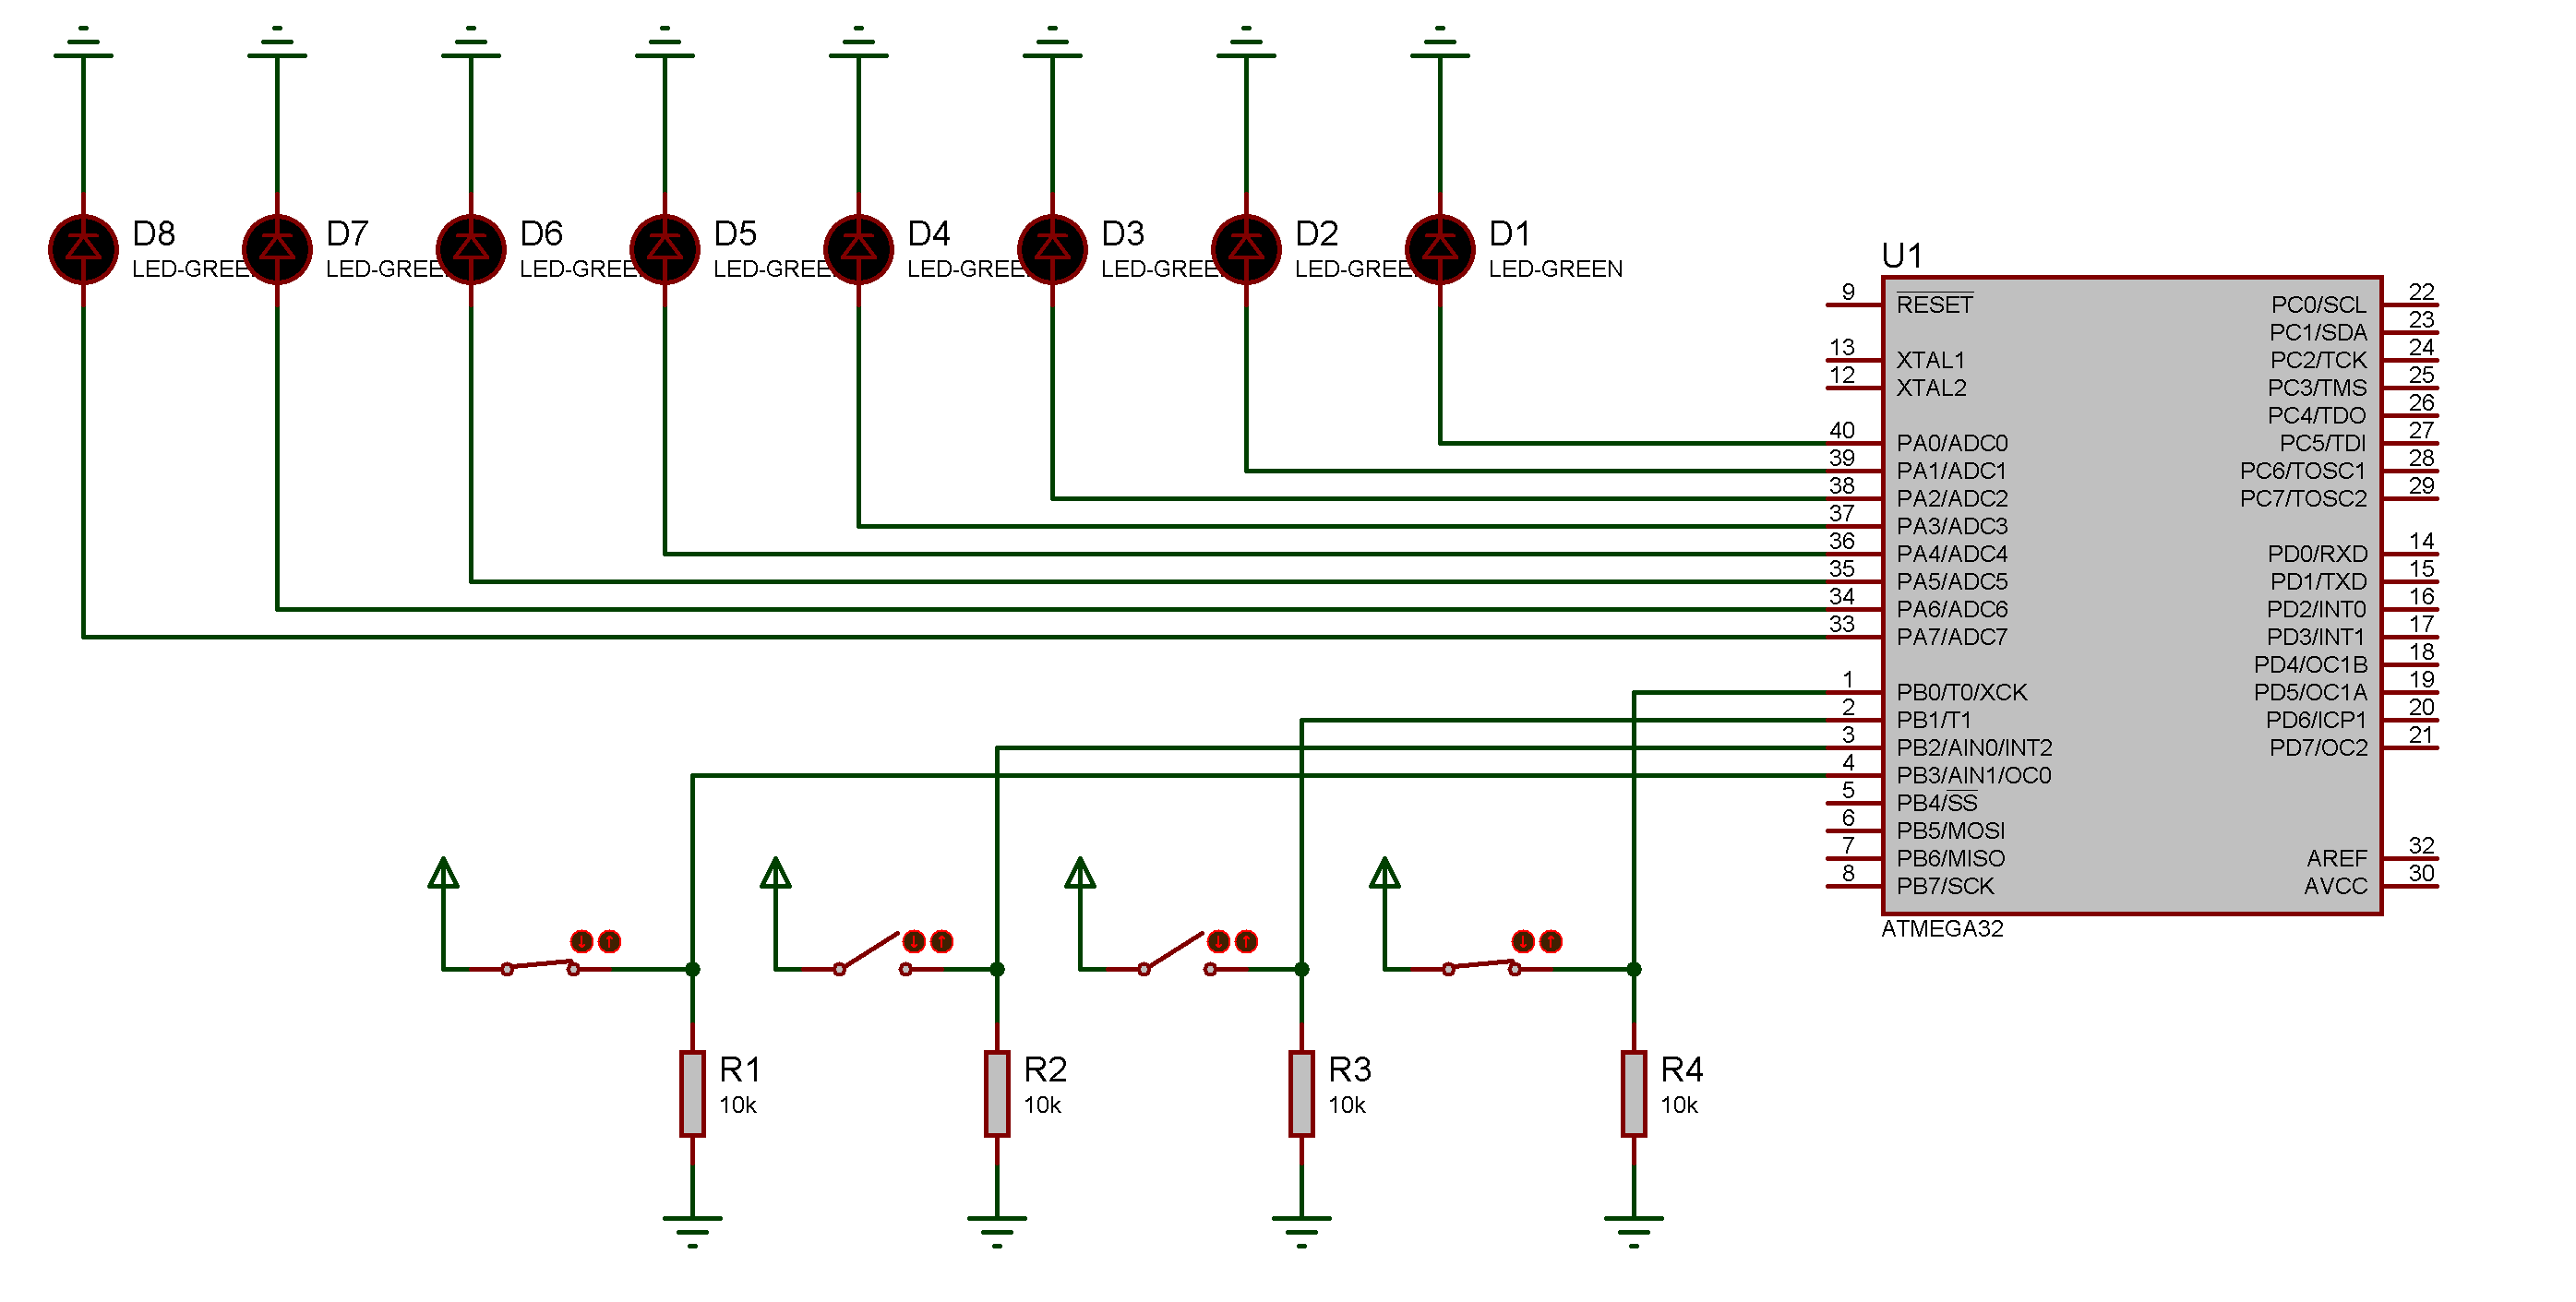 D8
LED-GREE
D7
LED-GREE
D6
LED-GREE
D5
LED-GREE
D4
LED-GREE
D3
LED-GREE
D2
LED-GREE
D1
LED-GREEN
U1
9 RESET
13 XTAL1
12 XTAL2
40 PA0/ADC0
39 PA1/ADC1
38 PA2/ADC2
37 PA3/ADC3
36 PA4/ADC4
35 PA5/ADC5
34 PA6/ADC6
33 PA7/ADC7
1 PB0/T0/XCK
2 PB1/T1
3 PB2/AIN0/INT2
4 PB3/AIN1/OC0
5 PB4/SS
6 PB5/MOSI
7 PB6/MISO
8 PB7/SCK
PC0/SCL 22
PC1/SDA 23
PC2/TCK 24
PC3/TMS 25
PC4/TDO 26
PC5/TDI 27
PC6/TOSC1 28
PC7/TOSC2 29
PD0/RXD 14
PD1/TXD 15
PD2/INT0 16
PD3/INT1 17
PD4/OC1B 18
PD5/OC1A 19
PD6/ICP1 20
PD7/OC2 21
AREF 32
AVCC 30
ATMEGA32
R1
10k
R2
10k
R3
10k
R4
10k